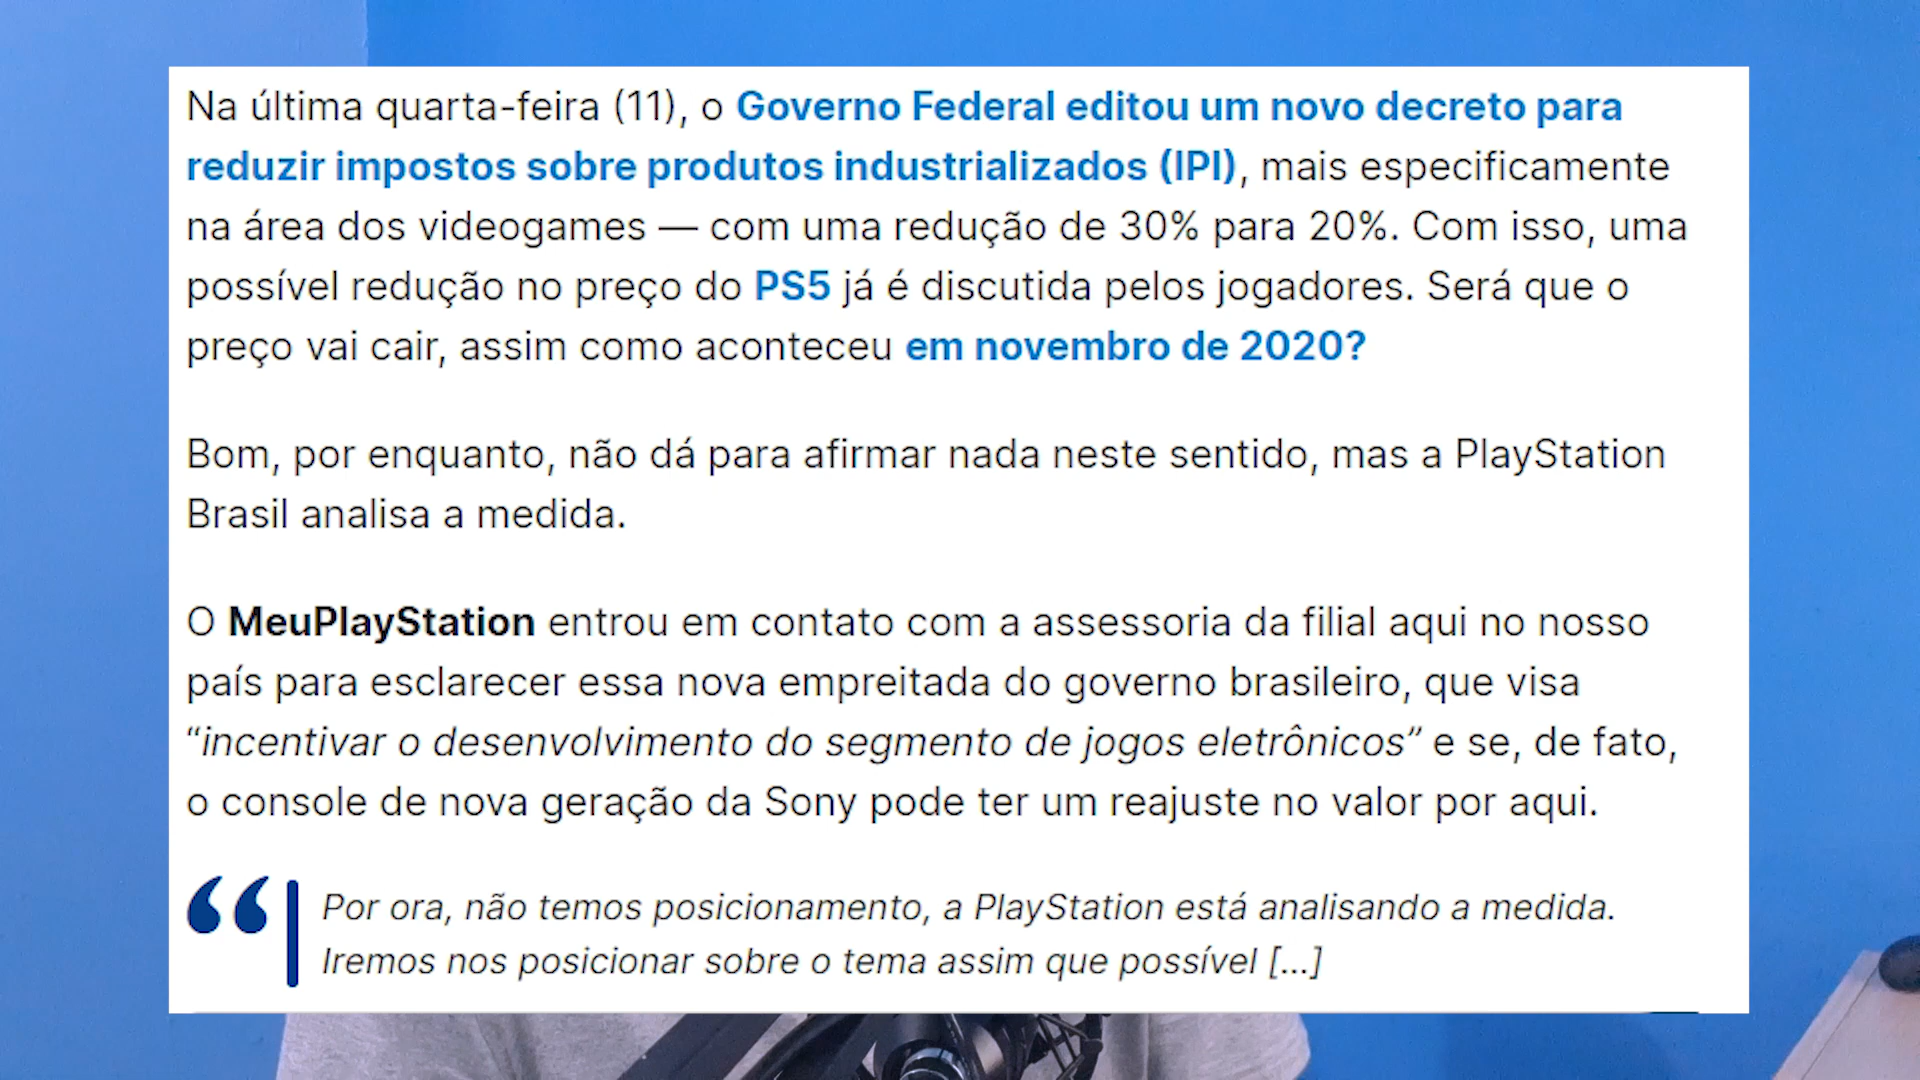 Na última quarta-feira (11), o Governo Federal editou um novo decreto para
reduzir impostos sobre produtos industrializados (IPI), mais especificamente
na área dos videogames — com uma redução de 30% para 20%. Com isso, uma
possível redução no preço do PS5 já é discutida pelos jogadores. Será que o
preço vai cair, assim como aconteceu em novembro de 2020?
Bom, por enquanto, não dá para afirmar nada neste sentido, mas a PlayStation
Brasil analisa a medida.
O MeuPlayStation entrou em contato com a assessoria da filial aqui no nosso
país para esclarecer essa nova empreitada do governo brasileiro, que visa
“incentivar o desenvolvimento do segmento de jogos eletrônicos” e se, de fato,
o console de nova geração da Sony pode ter um reajuste no valor por aqui.
Por ora, não temos posicionamento, a PlayStation está analisando a medida.
Iremos nos posicionar sobre o tema assim que possível [...]